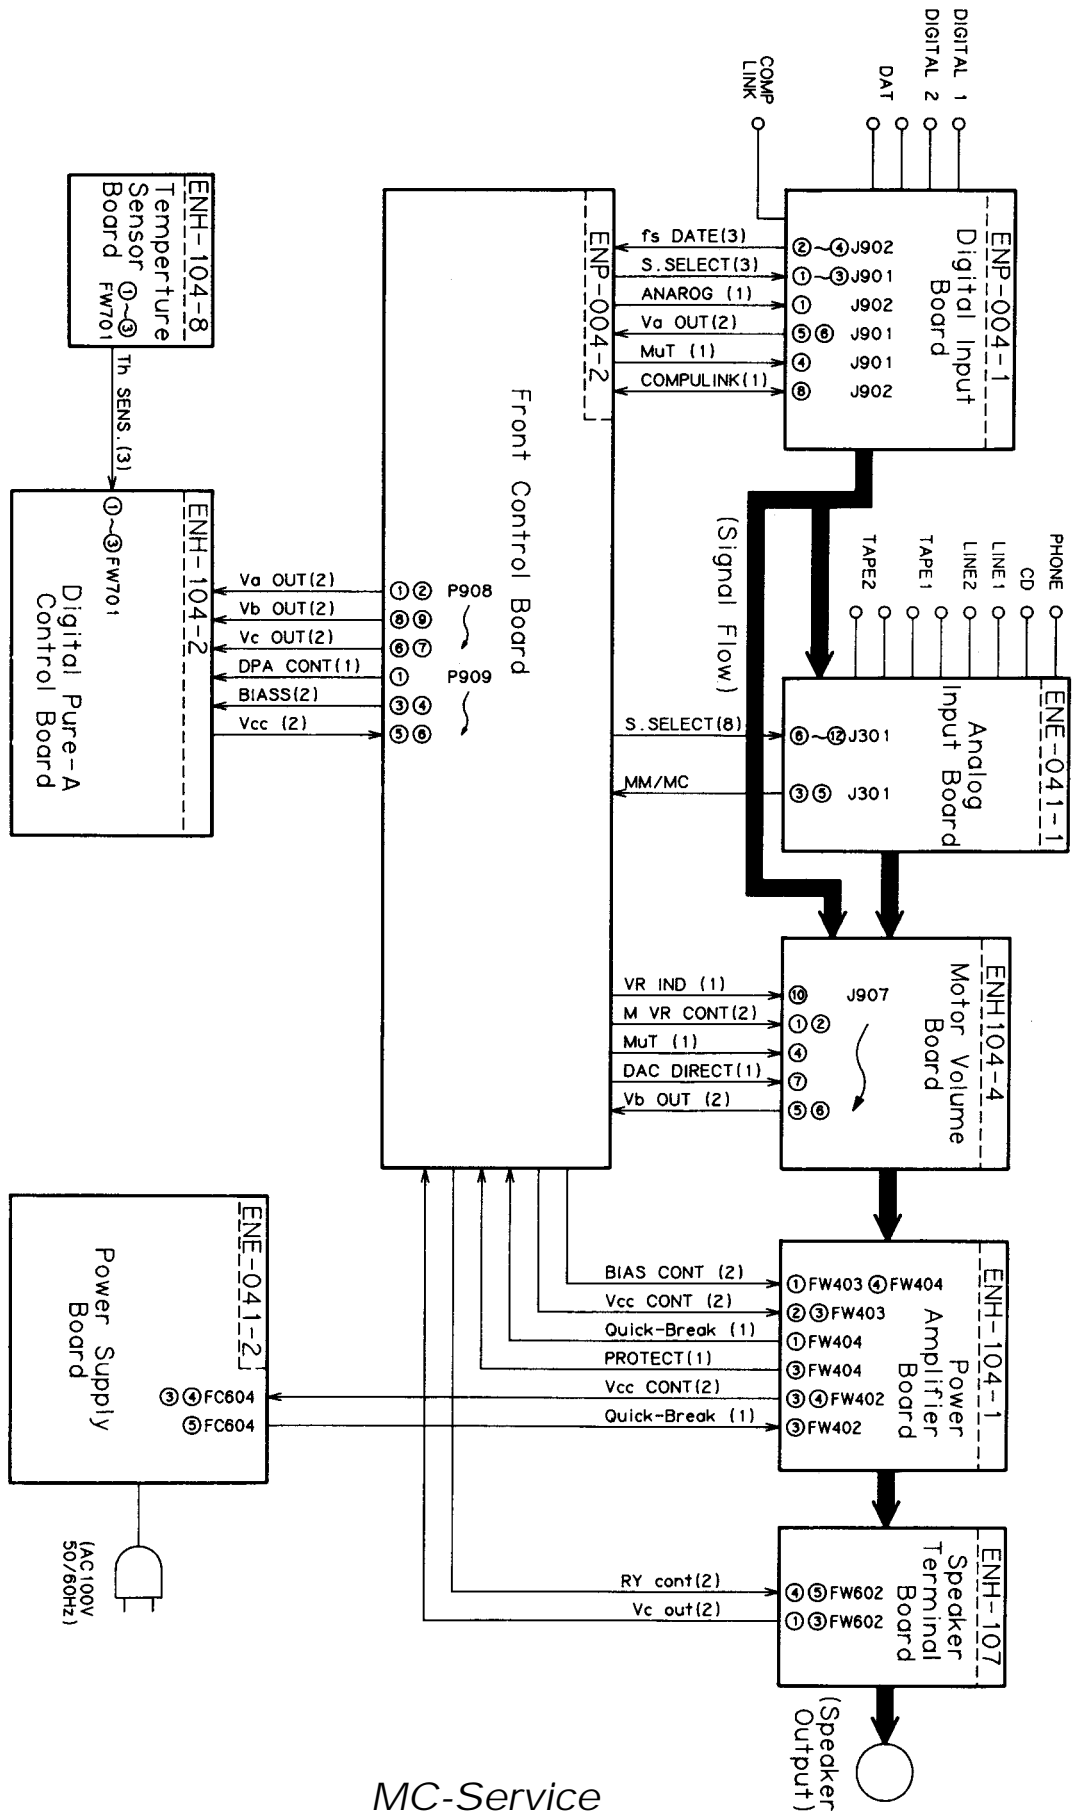 DIGITAL 1
DIGITAL 2
DAT
COMP
LINK
ENP-004-1
Digital Input
Board
②~④J902
①~③J901
① J902
⑤⑥ J901
④ J901
⑧ J902
fs DATE(3)
S.SELECT(3)
ANAROG (1)
Va OUT(2)
MuT (1)
COMPULINK(1)
ENP-004-2
Front Control Board
(Signal Flow)
PHONE
CD
LINE1
LINE2
TAPE1
TAPE2
ENE-041-1
Analog
Input Board
⑥~⑫J301
③⑤ J301
S.SELECT(8)
MM/MC
ENH-104-8
Temperture
Sensor
Board
①~③
FW701
Th SENS.(3)
ENH-104-2
①~③FW701
Digital Pure-A
Control Board
Va OUT(2)
Vb OUT(2)
Vc OUT(2)
DPA CONT(1)
BIASS(2)
Vcc (2)
①② P908
⑧⑨
⑥⑦
① P909
③④
⑤⑥
ENH104-4
Motor Volume
Board
⑩ J907
①②
④
⑦
⑤⑥
VR IND (1)
M VR CONT(2)
MuT (1)
DAC DIRECT(1)
Vb OUT (2)
ENH-104-1
Power
Amplifier
Board
BIAS CONT (2)
Vcc CONT (2)
Quick-Break (1)
PROTECT(1)
Vcc CONT(2)
Quick-Break (1)
①FW403 ④FW404
②③FW403
①FW404
③FW404
③④FW402
③FW402
ENE-041-2
Power Supply
Board
③④FC604
⑤FC604
(AC100V
50/60Hz)
ENH-107
Speaker
Terminal
Board
RY cont(2)
Vc out(2)
④⑤FW602
①③FW602
(Speaker
Output)
MC-Service